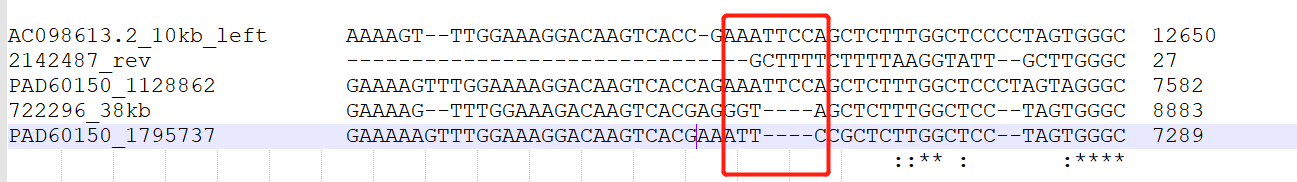 AC098613.2_10kb_left AAAAGT--TTGGAAAGGACAAGTCACC-GAAATTCCAGCTCTTTGGCTCCCCTAGTGGGC 12650
2142487_rev -------------------------------GCTTTTCTTTTAAGGTATT--GCTTGGGC 27
PAD60150_1128862 GAAAAAGTTTGGAAAGGACAAGTCACCAGAAATTCCAGCTCTTTGGCTCCCTAGTAGGGC 7582
722296_38kb GAAAAG--TTTGGAAAGACAAGTCACGAGGGT----AGCTCTTTGGCTCC--TAGTGGGC 8883
PAD60150_1795737 GAAAAAGTTTGGAAAGGACAAGTCACGAAATT----CCGCTCTTGGCTCC--TAGTGGGC 7289
::** : :****